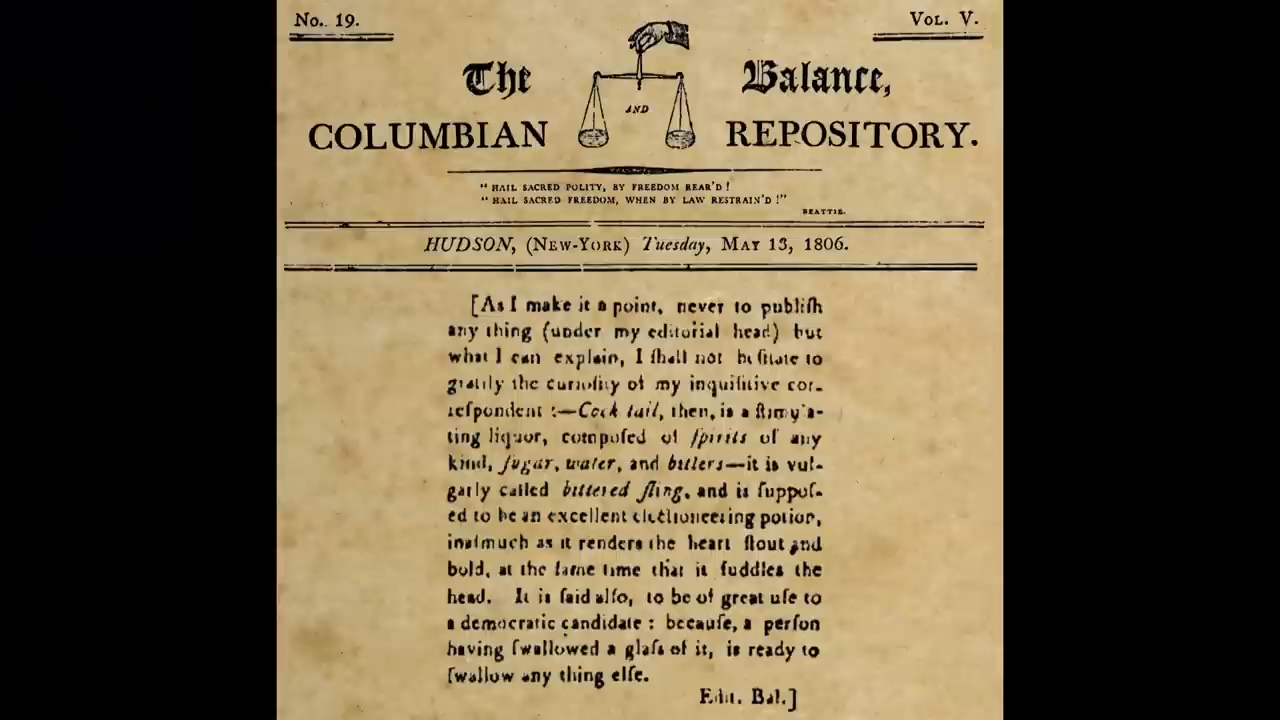 No. 19.
VOL. V.
The Balance,
AND
COLUMBIAN REPOSITORY.
“ HAIL SACRED POLITY, BY FREEDOM REAR'D !
“ HAIL SACRED FREEDOM, WHEN BY LAW RESTRAIN'D !”
BEATTIE.
HUDSON, (NEW-YORK) Tuesday, MAY 13, 1806.
[As I make it a point, never to publiſh
any thing (under my editorial head) but
what I can explain, I ſhall not heſitate to
gratify the curioſity of my inquiſitive cor-
reſpondent :—Cock tail, then, is a ſtimula-
ting liquor, compoſed of ſpirits of any
kind, ſugar, water, and bitters—it is vul-
garly called bittered ſling, and is ſuppoſ-
ed to be an excellent electioneering potion,
inaſmuch as it renders the heart ſtout and
bold, at the ſame time that it fuddles the
head. It is ſaid alſo, to be of great uſe to
a democratic candidate : becauſe, a perſon
having ſwallowed a glaſs of it, is ready to
ſwallow any thing elſe.
Edit. Bal.]